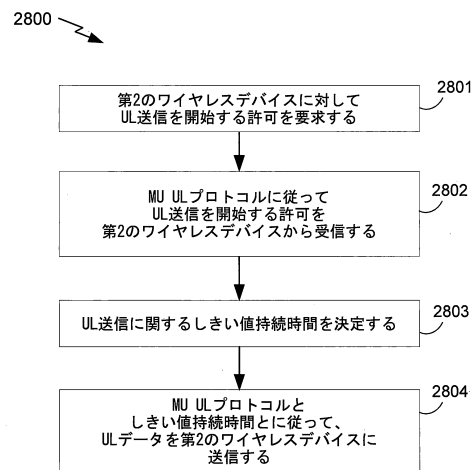 2800
2801
第2のワイヤレスデバイスに対して
UL送信を開始する許可を要求する
2802
MU ULプロトコルに従って
UL送信を開始する許可を
第2のワイヤレスデバイスから受信する
2803
UL送信に関するしきい値持続時間を決定する
2804
MU ULプロトコルと
しきい値持続時間とに従って、
ULデータを第2のワイヤレスデバイスに
送信する